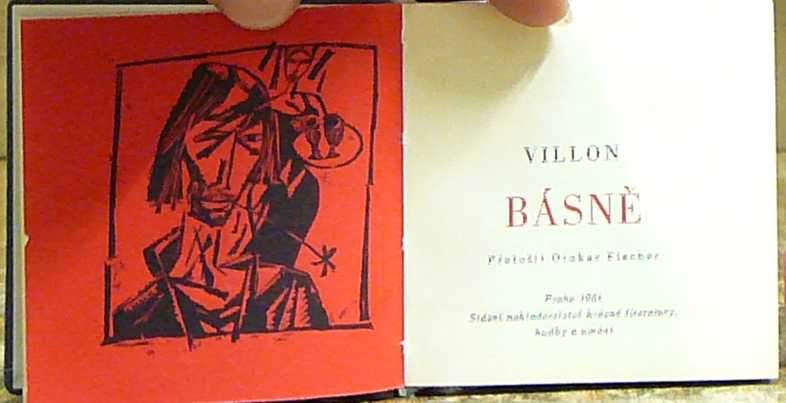 VILLON
BÁSNĚ
Přeložil Otokar Fischer
Praha 1961
Státní nakladatelství krásné literatury,
hudby a umění